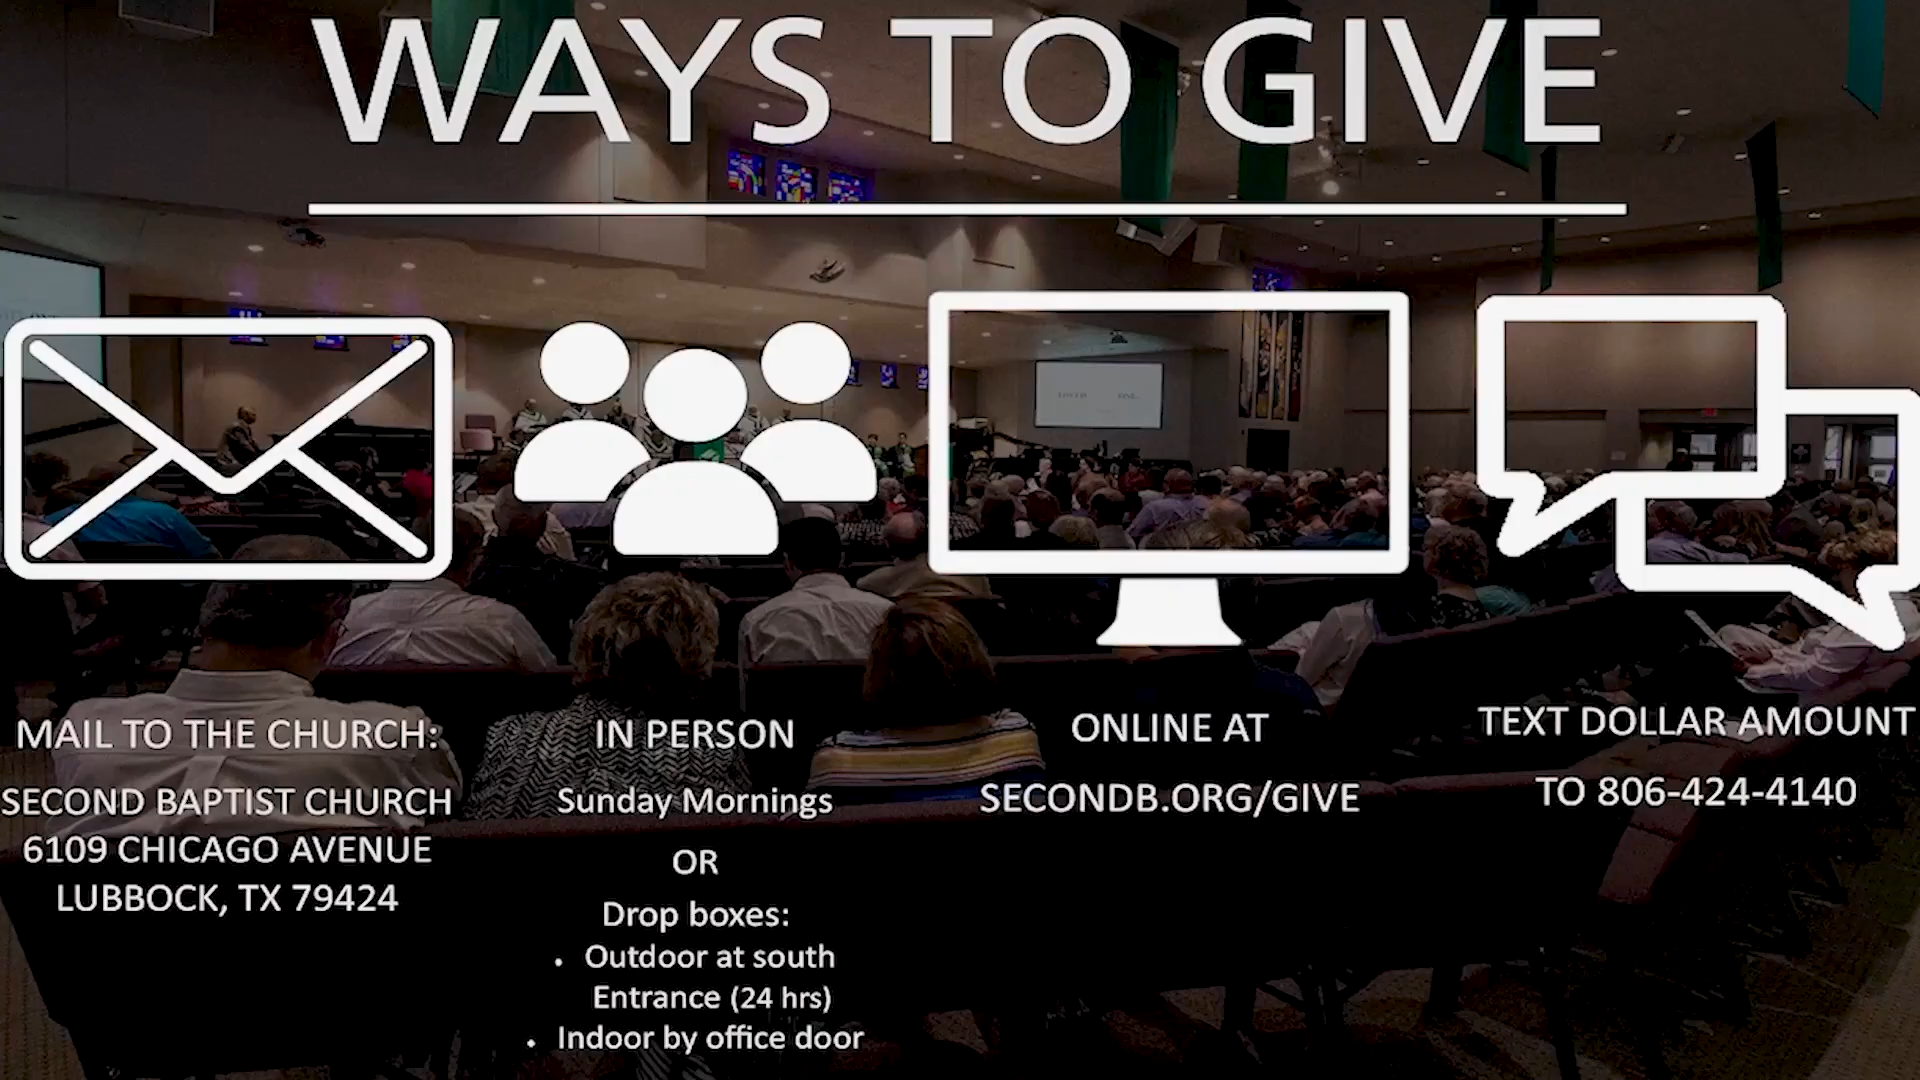 WAYS TO GIVE
MAIL TO THE CHURCH:
SECOND BAPTIST CHURCH
6109 CHICAGO AVENUE
LUBBOCK, TX 79424
IN PERSON
Sunday Mornings
OR
Drop boxes:
• Outdoor at south
Entrance (24 hrs)
• Indoor by office door
ONLINE AT
SECONDB.ORG/GIVE
TEXT DOLLAR AMOUNT
TO 806-424-4140